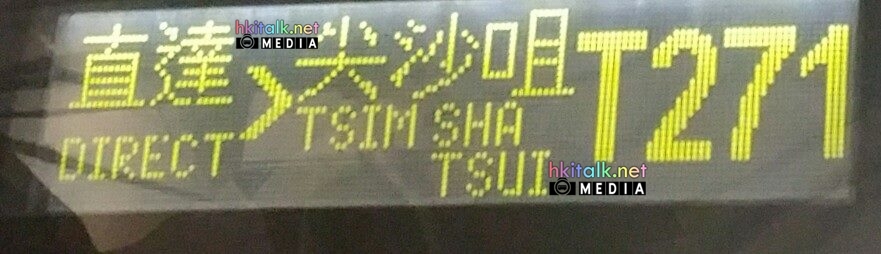 直達>尖沙咀 T271
DIRECT TSIM SHA
TSUI
hkitalk.net
MEDIA
hkitalk.net
MEDIA